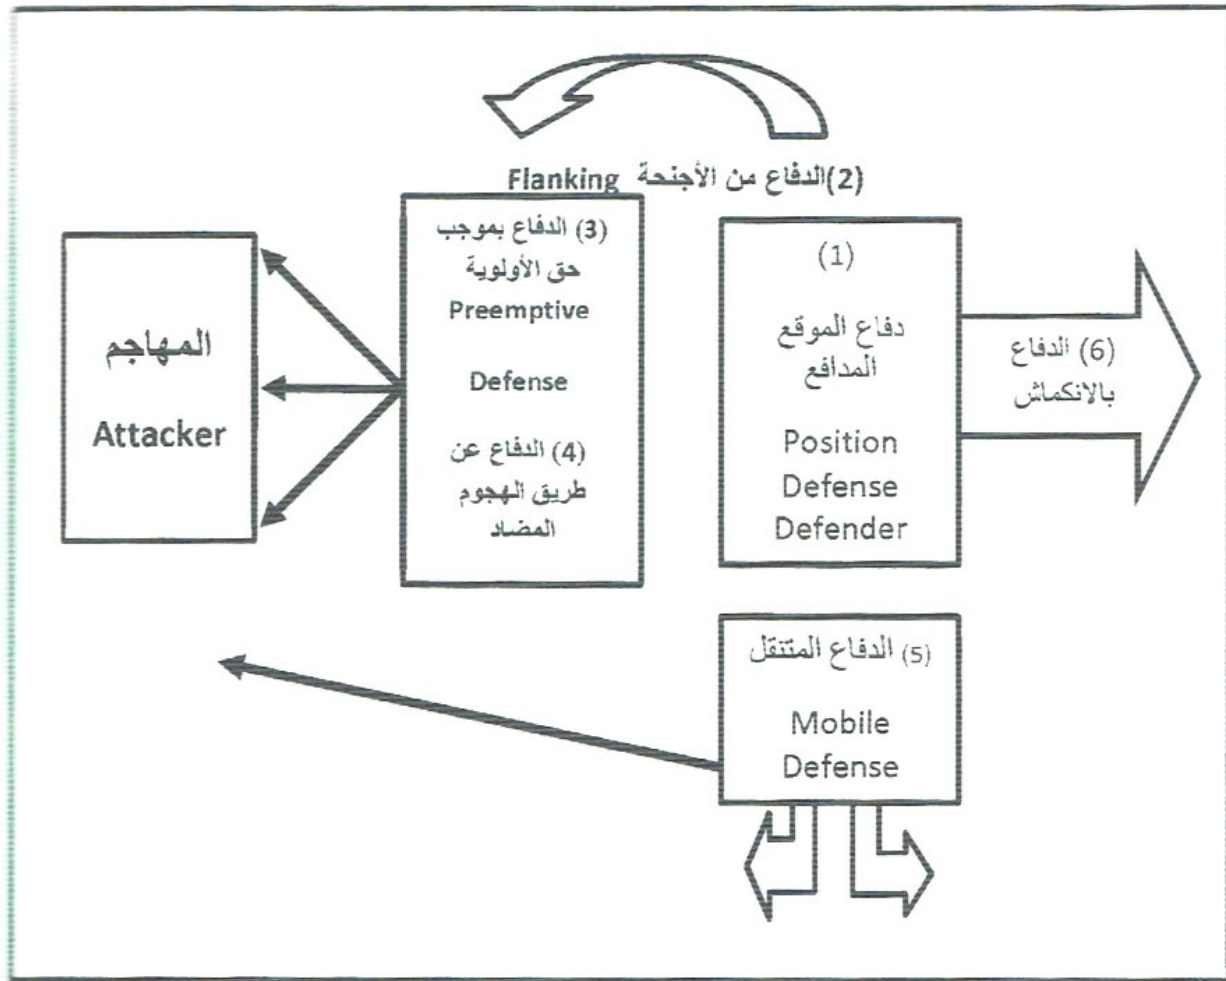 (2)الدفاع من الأجنحة Flanking
(3) الدفاع بموجب
حق الأولوية
Preemptive
Defense
(4) الدفاع عن
طريق الهجوم
المضاد
المهاجم
Attacker
(1)
دفاع الموقع
المدافع
Position
Defense
Defender
(6) الدفاع
بالانكماش
(5) الدفاع المتنقل
Mobile
Defense